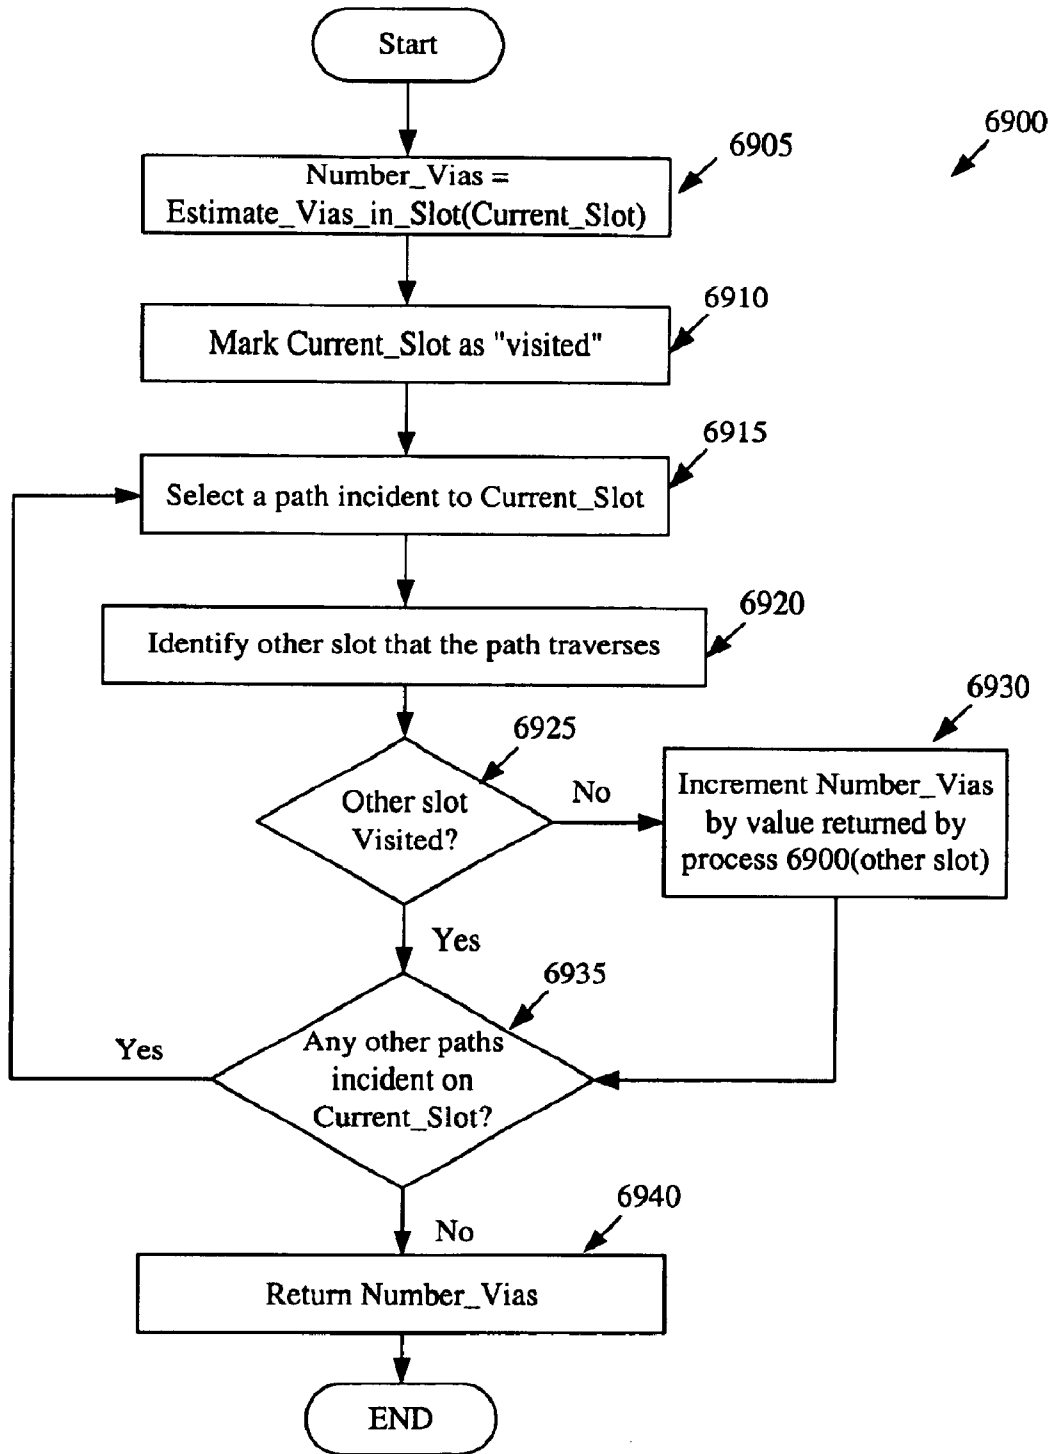 Start
6900
6905
Number_Vias =
Estimate_Vias_in_Slot(Current_Slot)
6910
Mark Current_Slot as "visited"
6915
Select a path incident to Current_Slot
6920
Identify other slot that the path traverses
6930
6925
Other slot
Visited?
No
Increment Number_Vias
by value returned by
process 6900(other slot)
Yes
6935
Any other paths
incident on
Current_Slot?
Yes
6940
No
Return Number_Vias
END